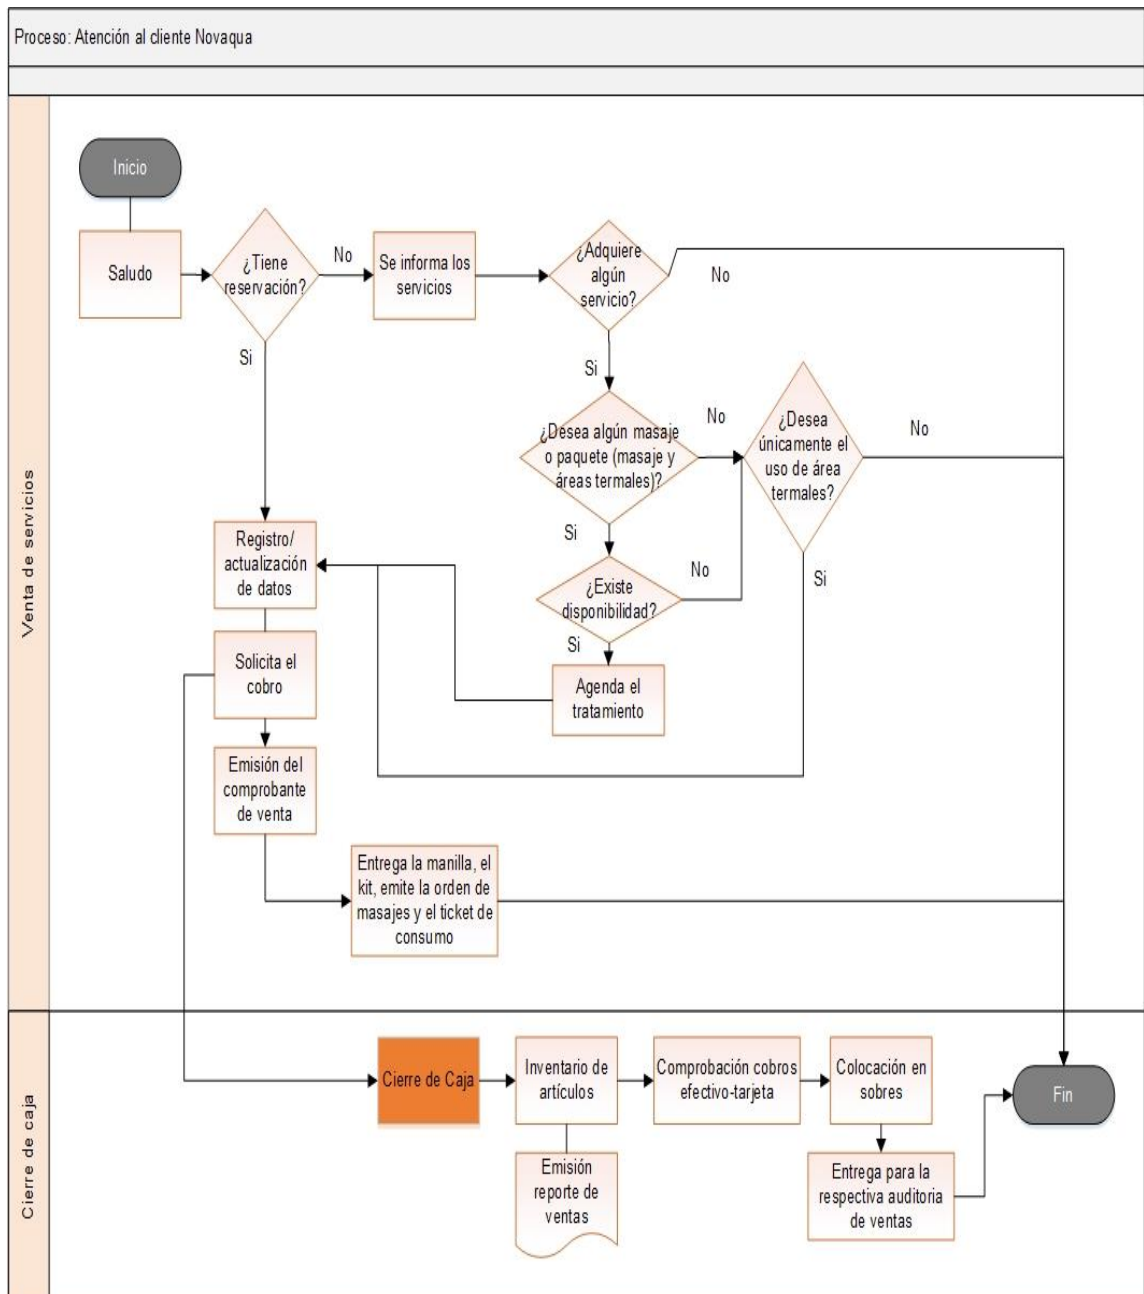 Proceso: Atención al cliente Novaqua
Venta de servicios
Inicio
Saludo
¿Tiene
reservación?
No
Se informa los
servicios
¿Adquiere
algún
servicio?
No
Si
Si
¿Desea algún masaje
o paquete (masaje y
áreas termales)?
No
¿Desea
únicamente el
uso de área
termales?
No
Si
Si
¿Existe
disponibilidad?
No
Si
Agenda el
tratamiento
Registro/
actualización
de datos
Solicita el
cobro
Emisión del
comprobante
de venta
Entrega la manilla, el
kit, emite la orden de
masajes y el ticket de
consumo
Cierre de caja
Cierre de Caja
Inventario de
artículos
Comprobación cobros
efectivo-tarjeta
Colocación en
sobres
Fin
Emisión
reporte de
ventas
Entrega para la
respectiva auditoria
de ventas